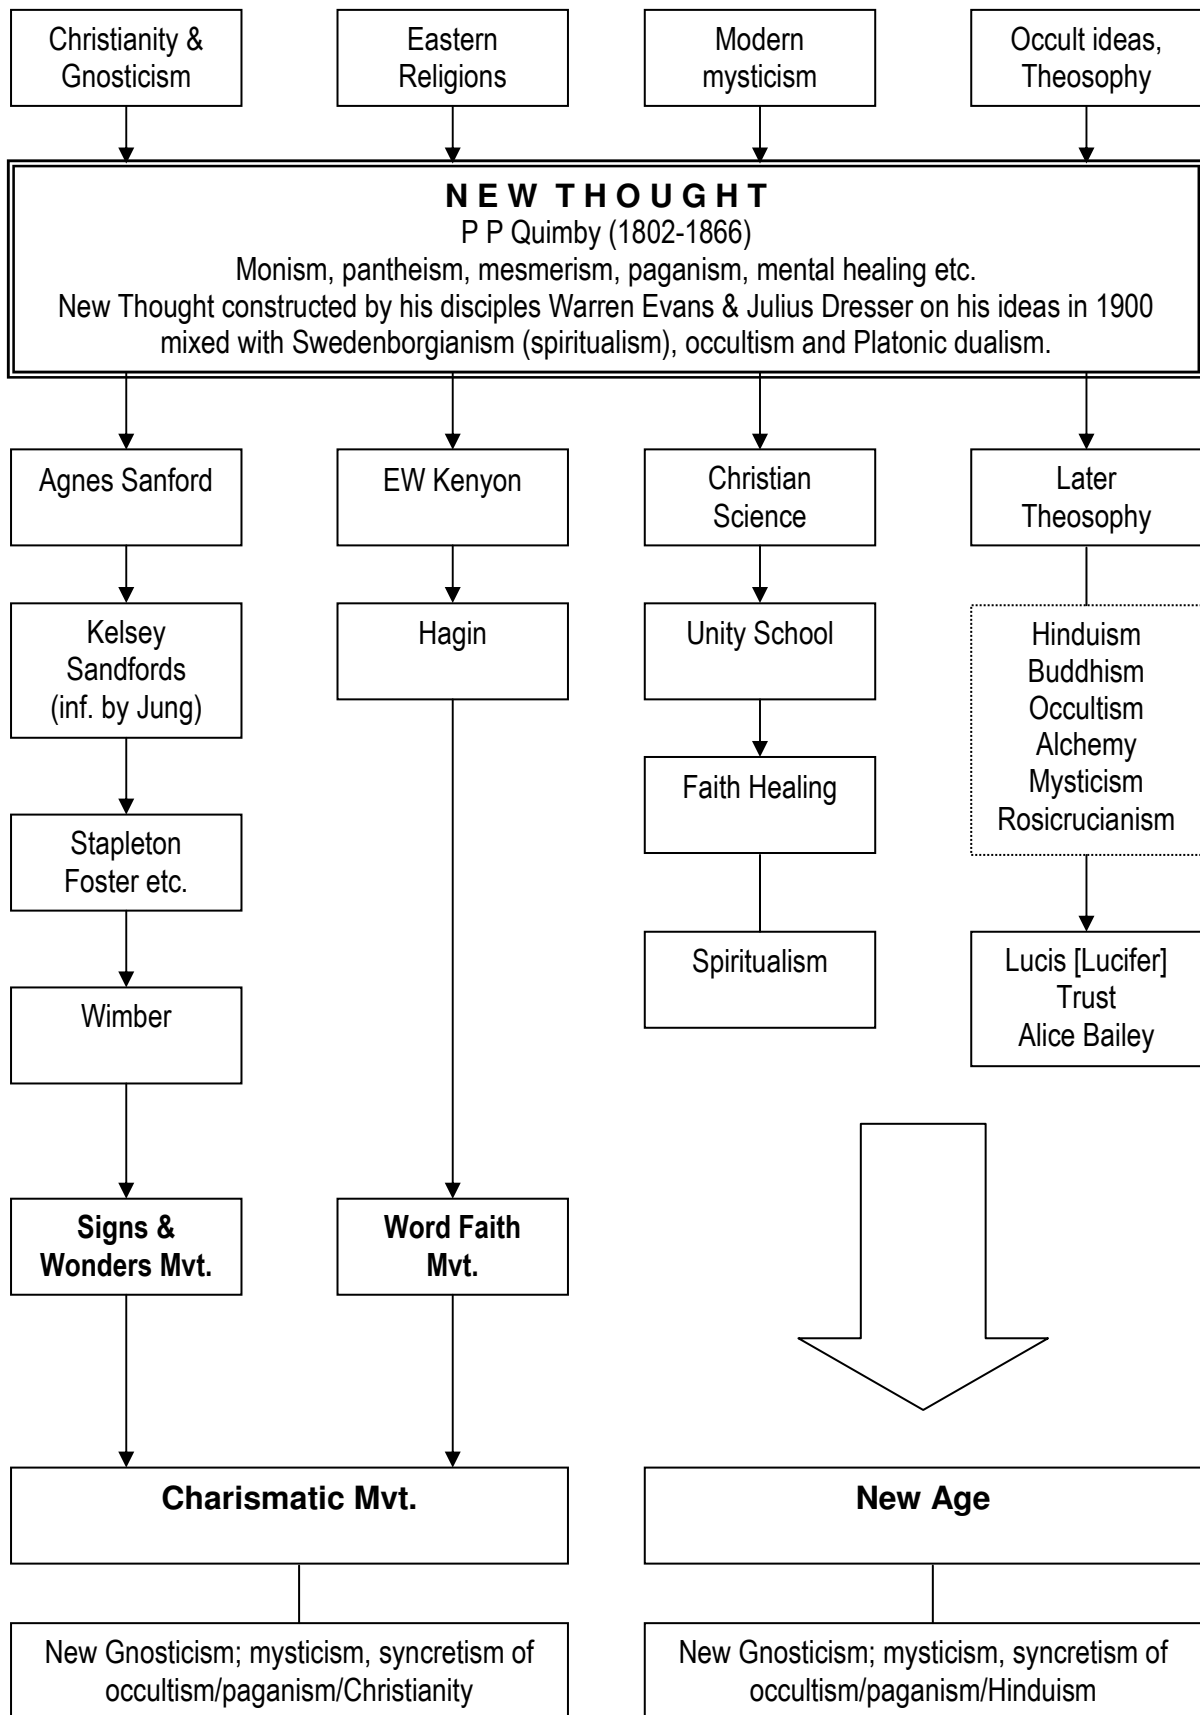 Christianity &
Gnosticism
Eastern
Religions
Modern
mysticism
Occult ideas,
Theosophy
NEW THOUGHT
P P Quimby (1802-1866)
Monism, pantheism, mesmerism, paganism, mental healing etc.
New Thought constructed by his disciples Warren Evans & Julius Dresser on his ideas in 1900
mixed with Swedenborgianism (spiritualism), occultism and Platonic dualism.
Agnes Sanford
EW Kenyon
Christian
Science
Later
Theosophy
Kelsey
Sandfords
(inf. by Jung)
Hagin
Unity School
Hinduism
Buddhism
Occultism
Alchemy
Mysticism
Rosicrucianism
Faith Healing
Stapleton
Foster etc.
Spiritualism
Lucis [Lucifer]
Trust
Alice Bailey
Wimber
Signs &
Wonders Mvt.
Word Faith
Mvt.
Charismatic Mvt.
New Age
New Gnosticism; mysticism, syncretism of
occultism/paganism/Christianity
New Gnosticism; mysticism, syncretism of
occultism/paganism/Hinduism